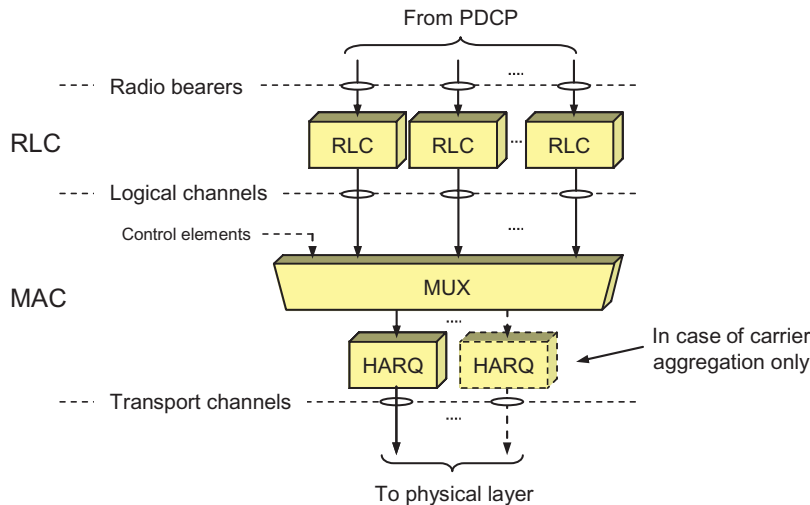 From PDCP
....
Radio bearers
RLC
RLC
RLC
...
RLC
Logical channels
....
Control elements
MUX
MAC
....
In case of carrier
aggregation only
HARQ
HARQ
Transport channels
....
To physical layer